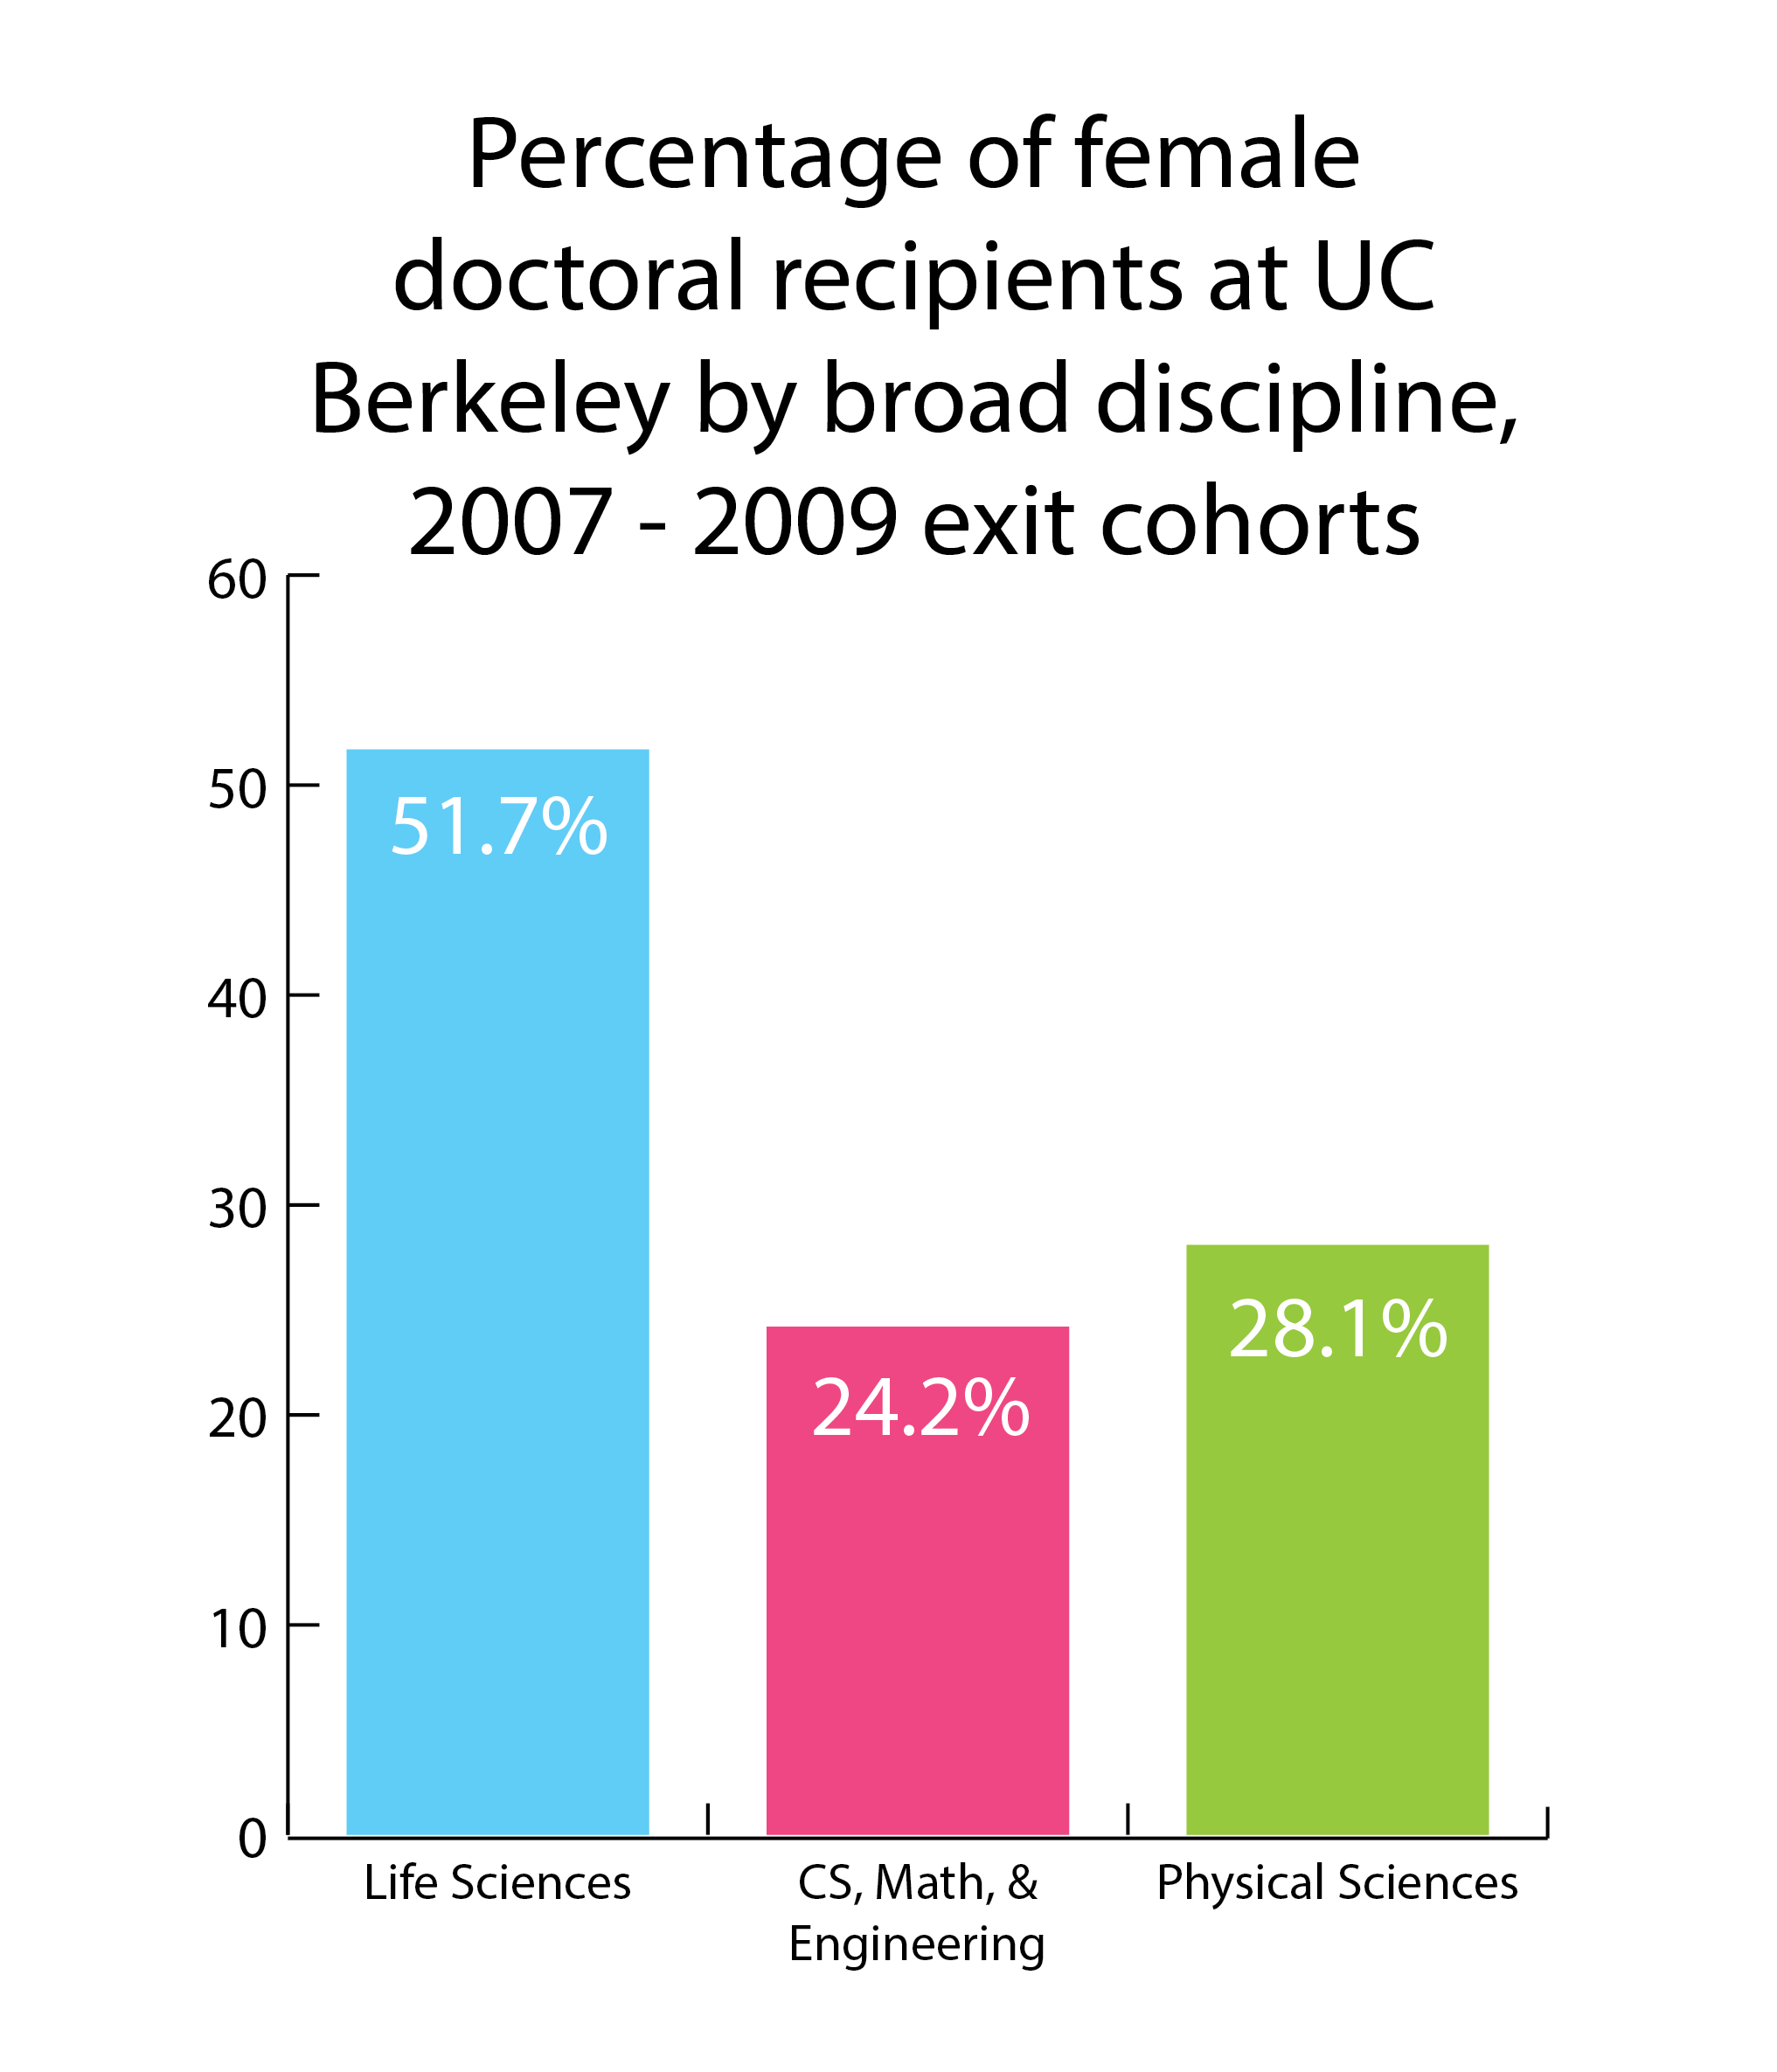 Percentage of female
doctoral recipients at UC
Berkeley by broad discipline,
2007 - 2009 exit cohorts
60
50
40
30
20
10
0
51.7%
24.2%
28.1%
Life Sciences
CS, Math, &
Engineering
Physical Sciences